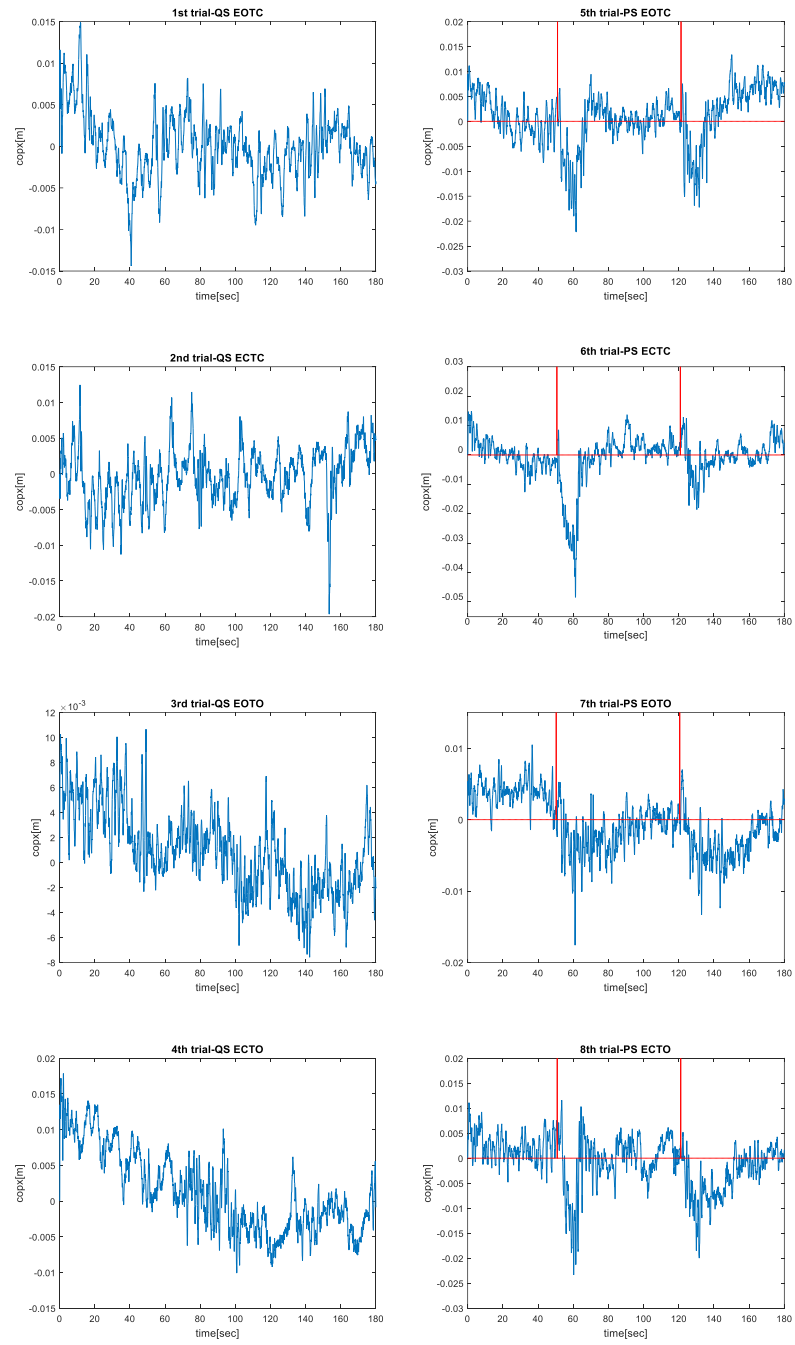 1st trial-QS EOTC
0.015
0.01
0.005
0
-0.005
-0.01
-0.015
copx[m]
0 20 40 60 80 100 120 140 160 180
time[sec]
5th trial-PS EOTC
0.02
0.015
0.01
0.005
0
-0.005
-0.01
-0.015
-0.02
-0.025
-0.03
copx[m]
0 20 40 60 80 100 120 140 160 180
time[sec]
2nd trial-QS ECTC
0.015
0.01
0.005
0
-0.005
-0.01
-0.015
-0.02
copx[m]
0 20 40 60 80 100 120 140 160 180
time[sec]
6th trial-PS ECTC
0.03
0.01
0
-0.01
-0.02
-0.03
-0.04
-0.05
copx[m]
0 20 40 60 80 100 120 140 160 180
time[sec]
3rd trial-QS EOTO
×10-3
12
10
8
6
4
2
0
-2
-4
-6
-8
copx[m]
0 20 40 60 80 100 120 140 160 180
time[sec]
7th trial-PS EOTO
0.01
0
-0.01
-0.02
copx[m]
0 20 40 60 80 100 120 140 160 180
time[sec]
4th trial-QS ECTO
0.02
0.015
0.01
0.005
0
-0.005
-0.01
-0.015
copx[m]
0 20 40 60 80 100 120 140 160 180
time[sec]
8th trial-PS ECTO
0.02
0.015
0.01
0.005
0
-0.005
-0.01
-0.015
-0.02
-0.025
-0.03
copx[m]
0 20 40 60 80 100 120 140 160 180
time[sec]